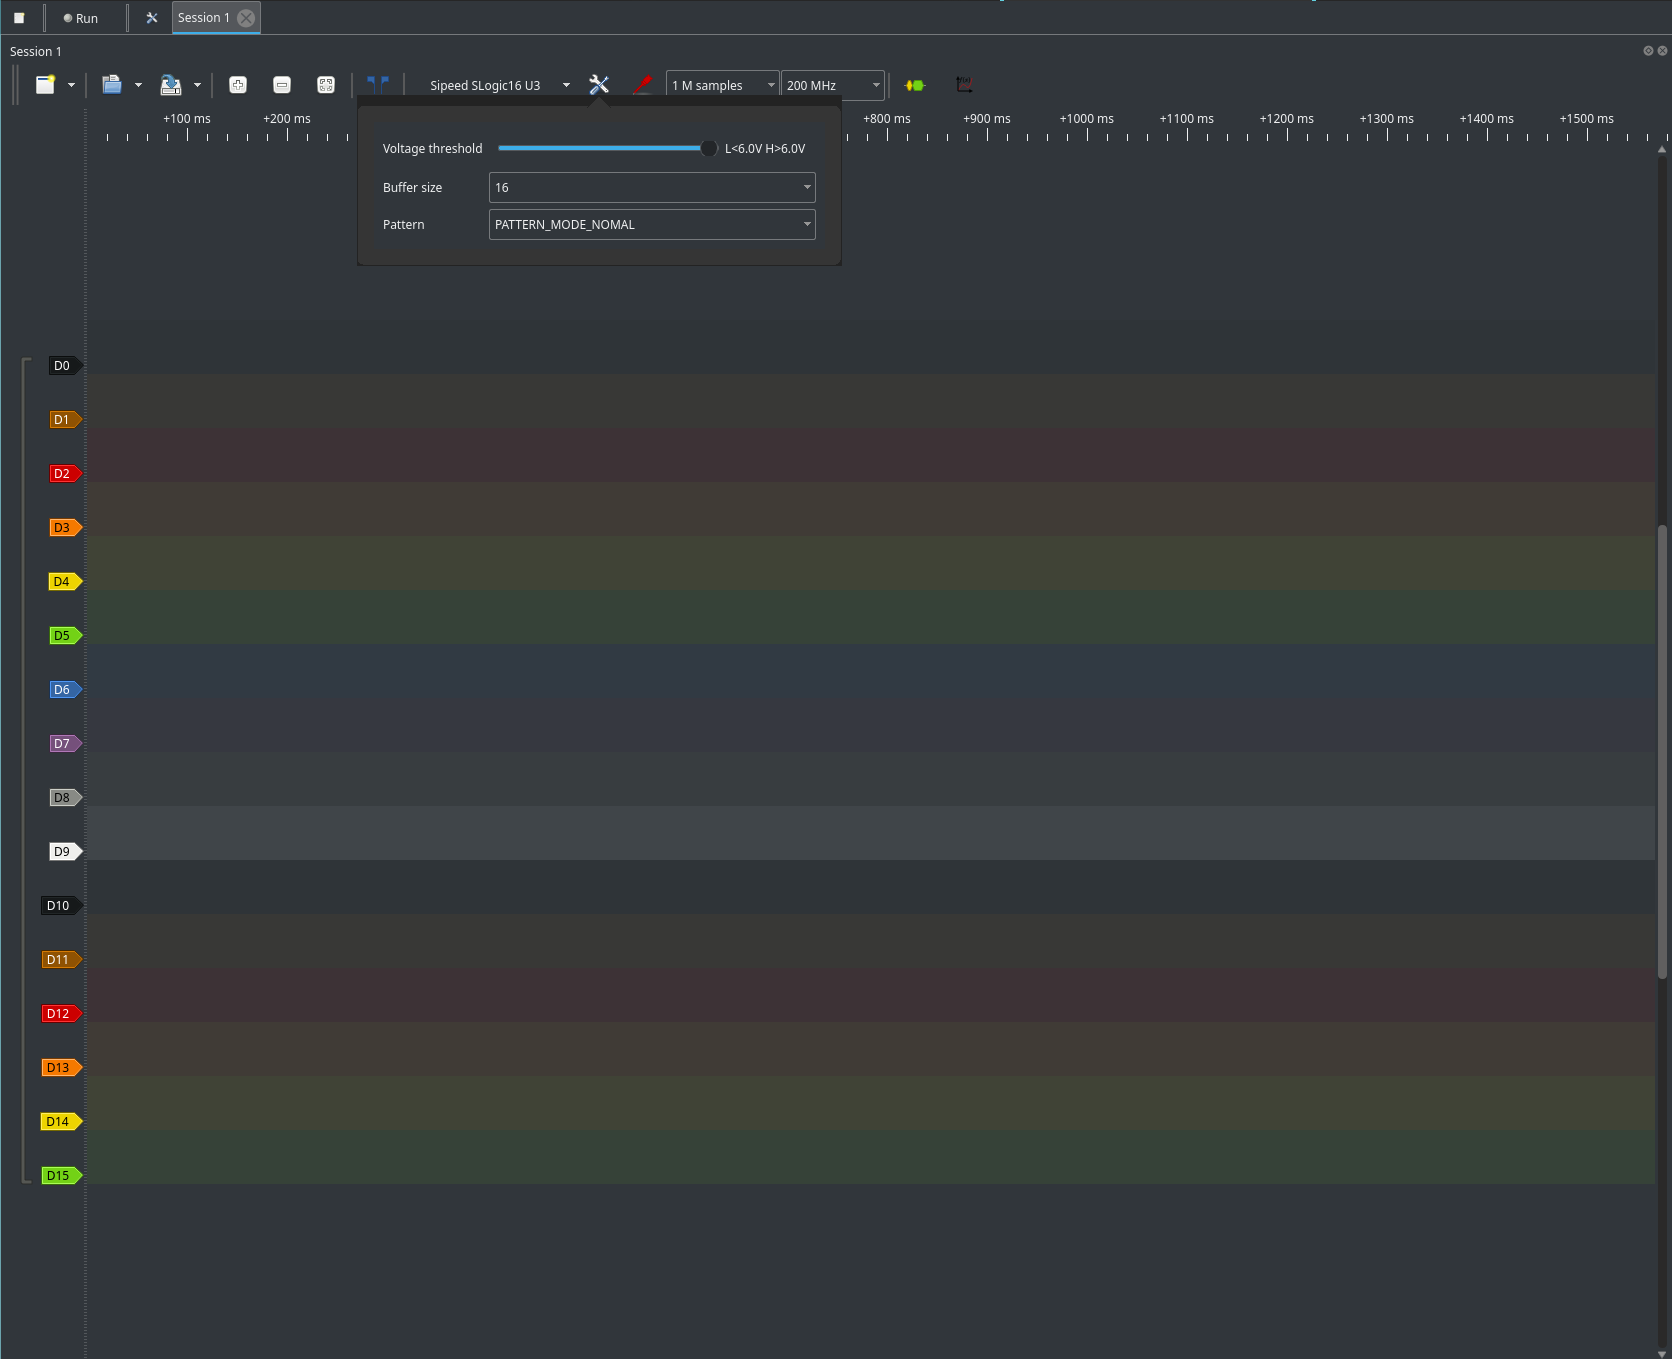 Run
Session 1
Session 1
Sipeed SLogic16 U3
1 M samples
200 MHz
+100 ms
+200 ms
+800 ms
+900 ms
+1000 ms
+1100 ms
+1200 ms
+1300 ms
+1400 ms
+1500 ms
Voltage threshold
L<6.0V H>6.0V
Buffer size
16
Pattern
PATTERN_MODE_NOMAL
D0
D1
D2
D3
D4
D5
D6
D7
D8
D9
D10
D11
D12
D13
D14
D15